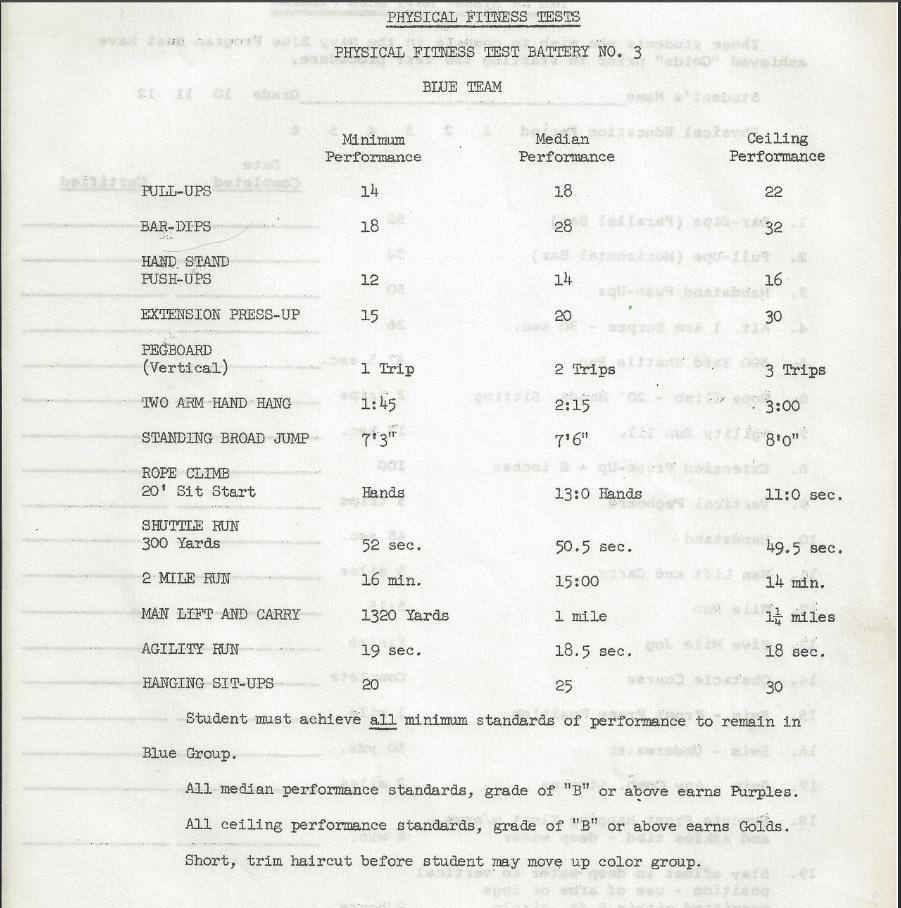 PHYSICAL FITNESS TESTS
PHYSICAL FITNESS TEST BATTERY NO. 3
BLUE TEAM
Minimum Performance Median Performance Ceiling Performance
PULL-UPS 14 18 22
BAR-DIPS 18 28 32
HAND STAND
PUSH-UPS 12 14 16
EXTENSION PRESS-UP 15 20 30
PEGBOARD
(Vertical) 1 Trip 2 Trips 3 Trips
TWO ARM HAND HANG 1:45 2:15 3:00
STANDING BROAD JUMP 7'3" 7'6" 8'0"
ROPE CLIMB
20' Sit Start Hands 13:0 Hands 11:0 sec.
SHUTTLE RUN
300 Yards 52 sec. 50.5 sec. 49.5 sec.
2 MILE RUN 16 min. 15:00 14 min.
MAN LIFT AND CARRY 1320 Yards 1 mile 1¼ miles
AGILITY RUN 19 sec. 18.5 sec. 18 sec.
HANGING SIT-UPS 20 25 30
Student must achieve all minimum standards of performance to remain in
Blue Group.
All median performance standards, grade of "B" or above earns Purples.
All ceiling performance standards, grade of "B" or above earns Golds.
Short, trim haircut before student may move up color group.